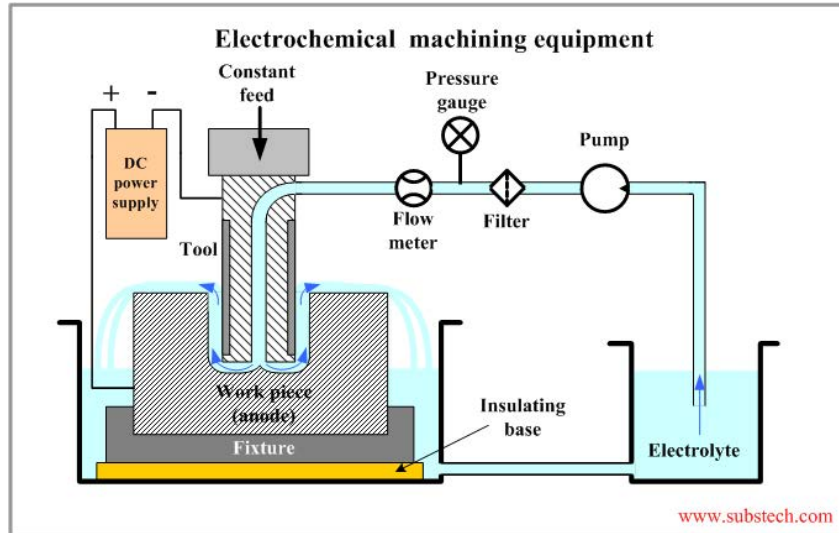 Electrochemical machining equipment
Constant
feed
Pressure
gauge
Pump
+ -
DC
power
supply
Flow
meter
Filter
Tool
Work piece
(anode)
Insulating
base
Fixture
Electrolyte
www.substech.com